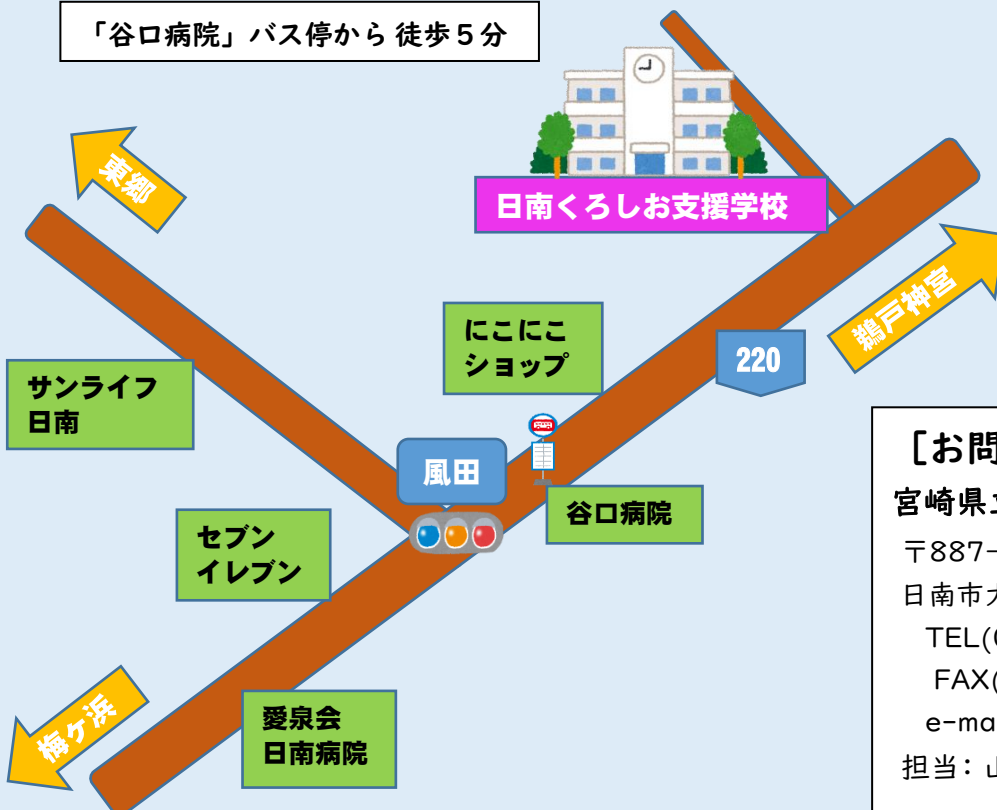 「谷口病院」バス停から 徒歩５分
東郷
日南くろしお支援学校
鵜戸神宮
にこにこ
ショップ
220
サンライフ
日南
風田
谷口病院
セブン
イレブン
梅ケ浜
愛泉会
日南病院
［お問
宮崎県
〒887-
日南市
TEL(
FAX(
e-ma
担当：